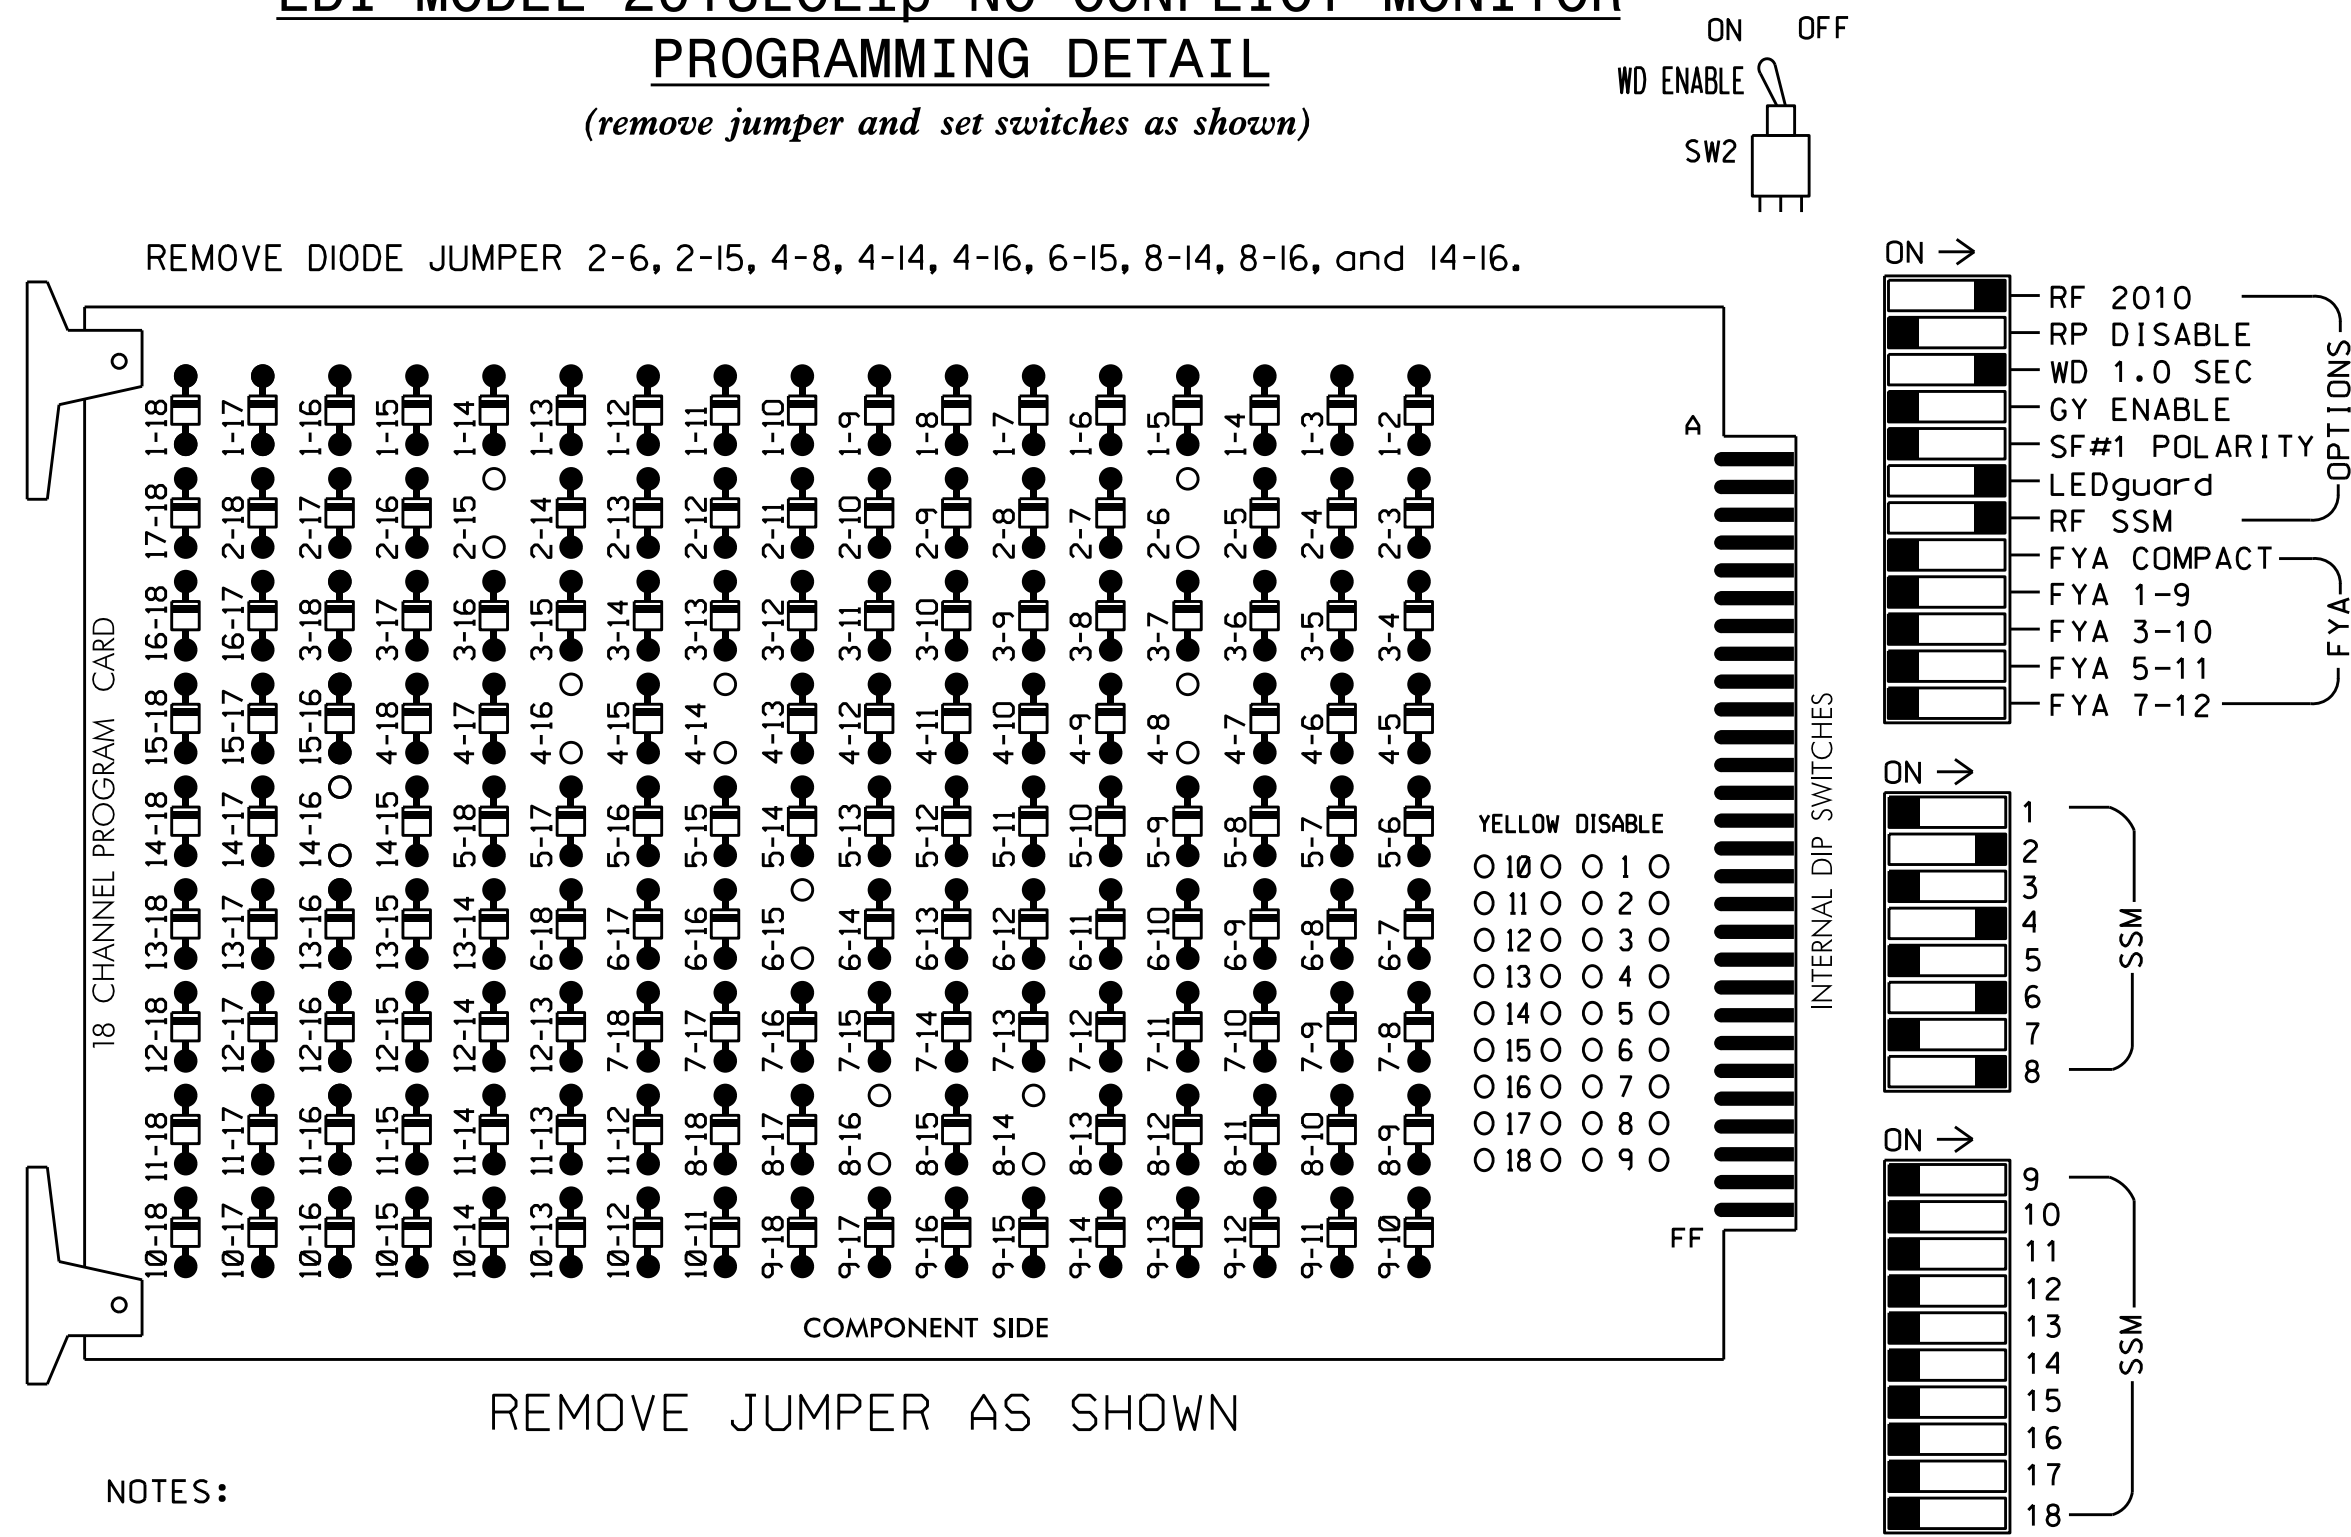 PROGRAMMING DETAIL
(remove jumper and set switches as shown)
ON OFF
WD ENABLE
SW2
REMOVE DIODE JUMPER 2-6, 2-15, 4-8, 4-14, 4-16, 6-15, 8-14, 8-16, and 14-16.
18 CHANNEL PROGRAM CARD
1-18 1-17 1-16 1-15 1-14 1-13 1-12 1-11 1-10 1-9 1-8 1-7 1-6 1-5 1-4 1-3 1-2
17-18 2-18 2-17 2-16 2-15 2-14 2-13 2-12 2-11 2-10 2-9 2-8 2-7 2-6 2-5 2-4 2-3
16-18 16-17 3-18 3-17 3-16 3-15 3-14 3-13 3-12 3-11 3-10 3-9 3-8 3-7 3-6 3-5 3-4
15-18 15-17 15-16 4-18 4-17 4-16 4-15 4-14 4-13 4-12 4-11 4-10 4-9 4-8 4-7 4-6 4-5
14-18 14-17 14-16 14-15 5-18 5-17 5-16 5-15 5-14 5-13 5-12 5-11 5-10 5-9 5-8 5-7 5-6
13-18 13-17 13-16 13-15 13-14 6-18 6-17 6-16 6-15 6-14 6-13 6-12 6-11 6-10 6-9 6-8 6-7
12-18 12-17 12-16 12-15 12-14 12-13 7-18 7-17 7-16 7-15 7-14 7-13 7-12 7-11 7-10 7-9 7-8
11-18 11-17 11-16 11-15 11-14 11-13 11-12 8-18 8-17 8-16 8-15 8-14 8-13 8-12 8-11 8-10 8-9
10-18 10-17 10-16 10-15 10-14 10-13 10-12 10-11 9-18 9-17 9-16 9-15 9-14 9-13 9-12 9-11 9-10
YELLOW DISABLE
10 1
11 2
12 3
13 4
14 5
15 6
16 7
17 8
18 9
A
FF
COMPONENT SIDE
INTERNAL DIP SWITCHES
ON →
RF 2010
RP DISABLE
WD 1.0 SEC
GY ENABLE
SF#1 POLARITY
LEDguard
RF SSM
OPTIONS
FYA COMPACT
FYA 1-9
FYA 3-10
FYA 5-11
FYA 7-12
FYA
ON →
1
2
3
4
5
6
7
8
SSM
ON →
9
10
11
12
13
14
15
16
17
18
SSM
REMOVE JUMPER AS SHOWN
NOTES: